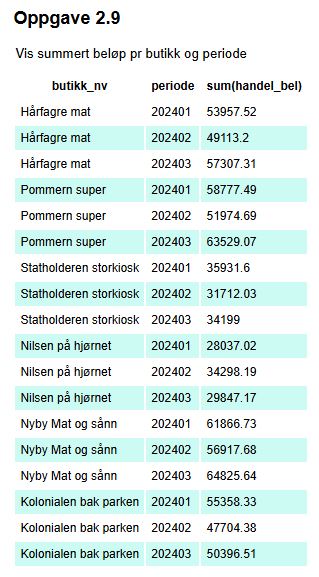 Oppgave 2.9
Vis summert beløp pr butikk og periode
butikk_nv periode sum(handel_bel)
Hårfagre mat 202401 53957.52
Hårfagre mat 202402 49113.2
Hårfagre mat 202403 57307.31
Pommern super 202401 58777.49
Pommern super 202402 51974.69
Pommern super 202403 63529.07
Statholderen storkiosk 202401 35931.6
Statholderen storkiosk 202402 31712.03
Statholderen storkiosk 202403 34199
Nilsen på hjørnet 202401 28037.02
Nilsen på hjørnet 202402 34298.19
Nilsen på hjørnet 202403 29847.17
Nyby Mat og sånn 202401 61866.73
Nyby Mat og sånn 202402 56917.68
Nyby Mat og sånn 202403 64825.64
Kolonialen bak parken 202401 55358.33
Kolonialen bak parken 202402 47704.38
Kolonialen bak parken 202403 50396.51